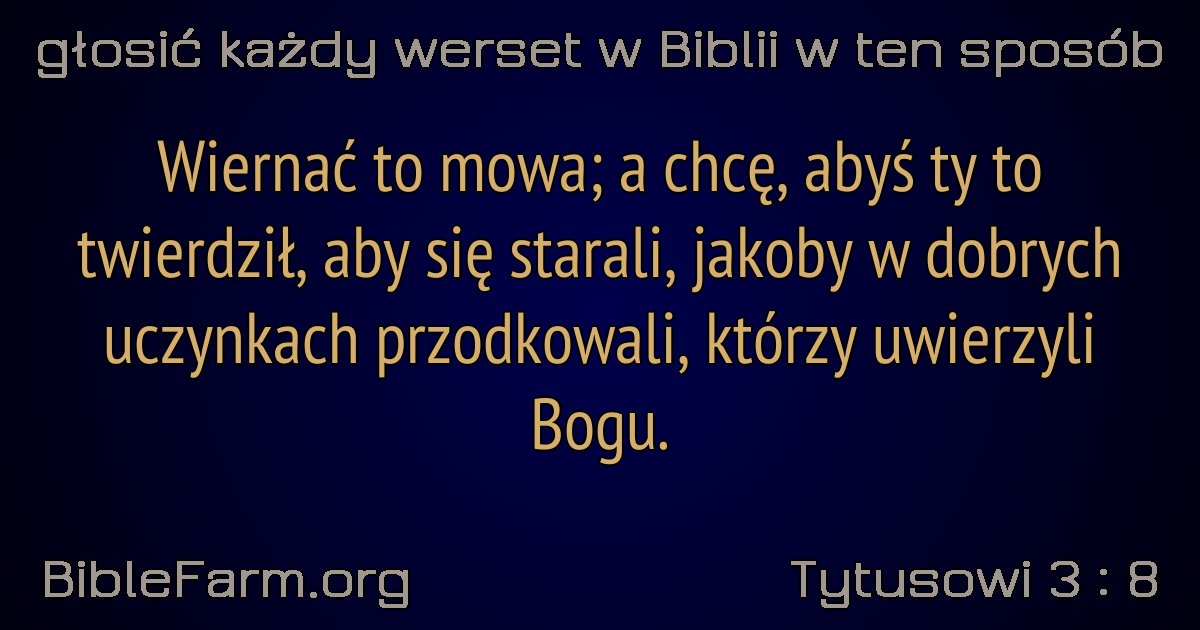 głosić każdy werset w Biblii w ten sposób
Wiernać to mowa; a chcę, abyś ty to
twierdził, aby się starali, jakoby w dobrych
uczynkach przodkowali, którzy uwierzyli
Bogu.
BibleFarm.org
Tytusowi 3 : 8